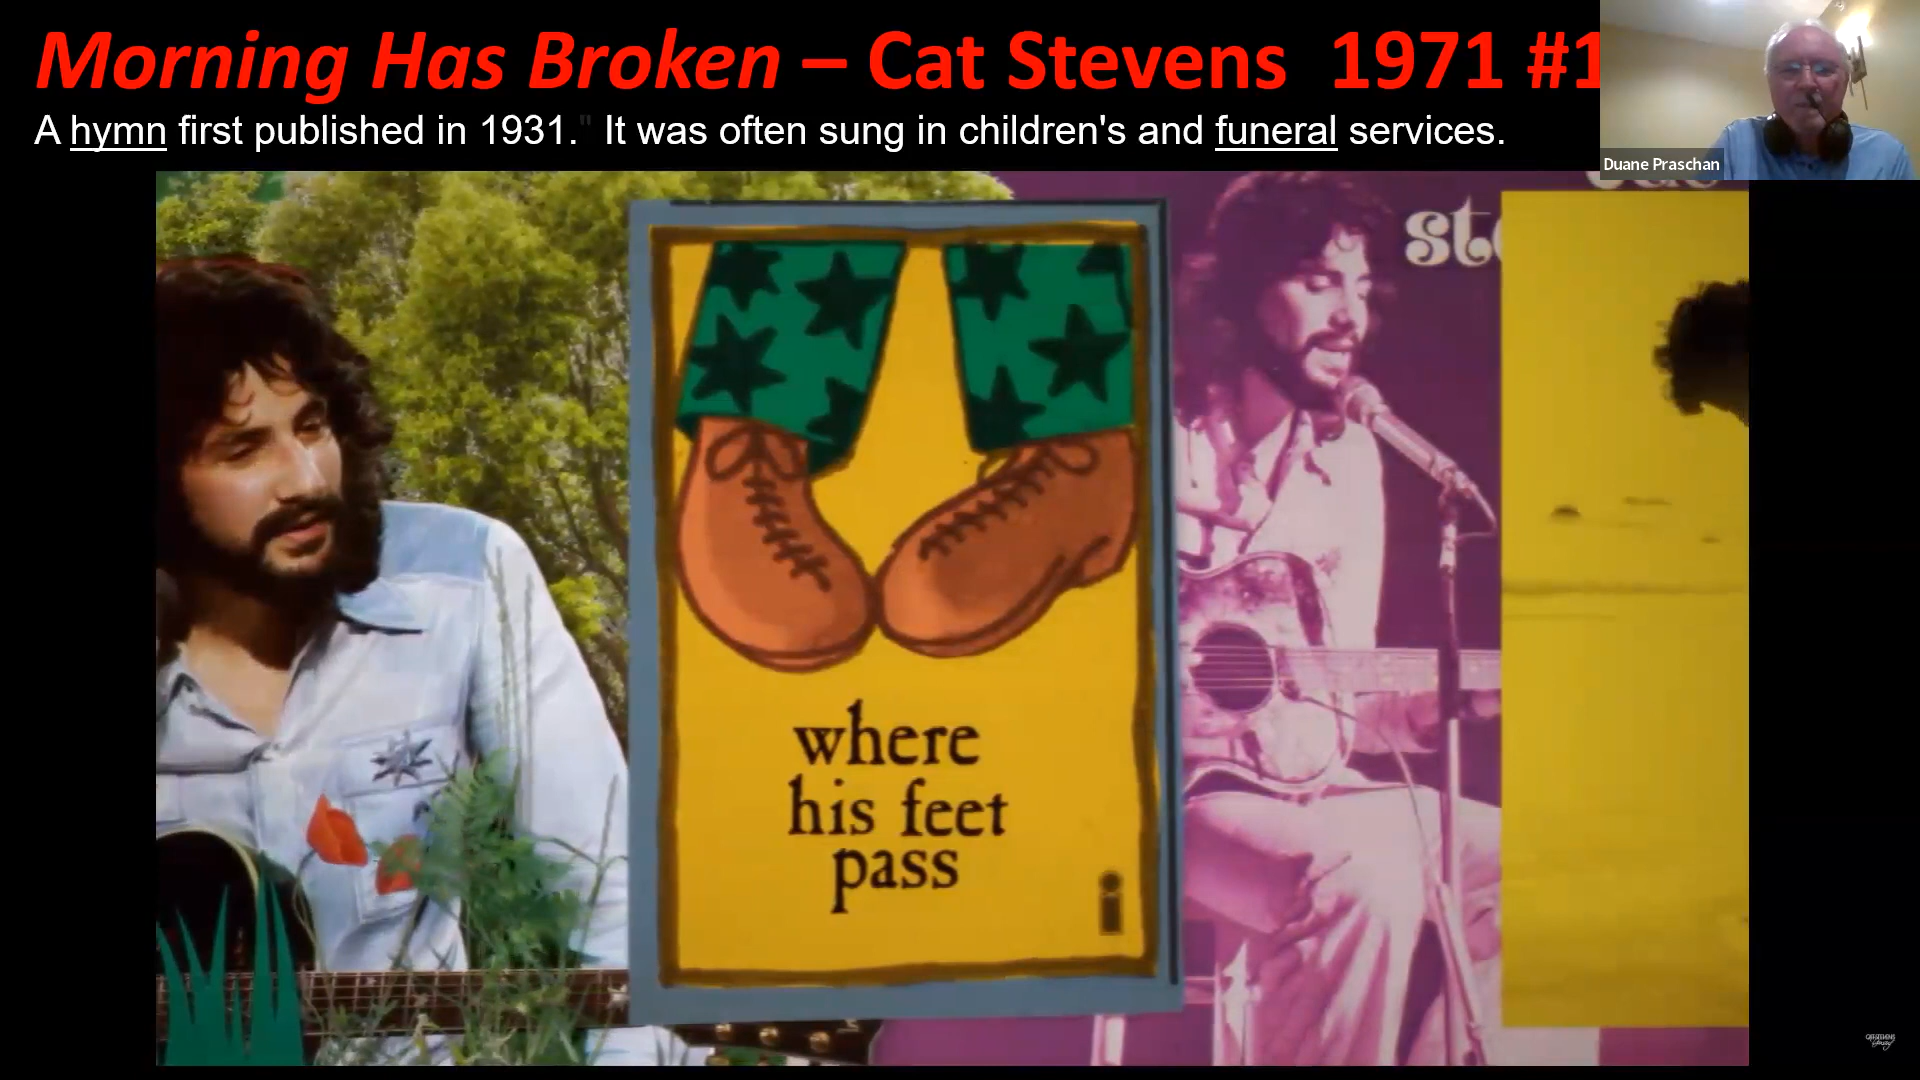 Morning Has Broken – Cat Stevens 1971 #1
A hymn first published in 1931." It was often sung in children's and funeral services.
Duane Praschan
where
his feet
pass